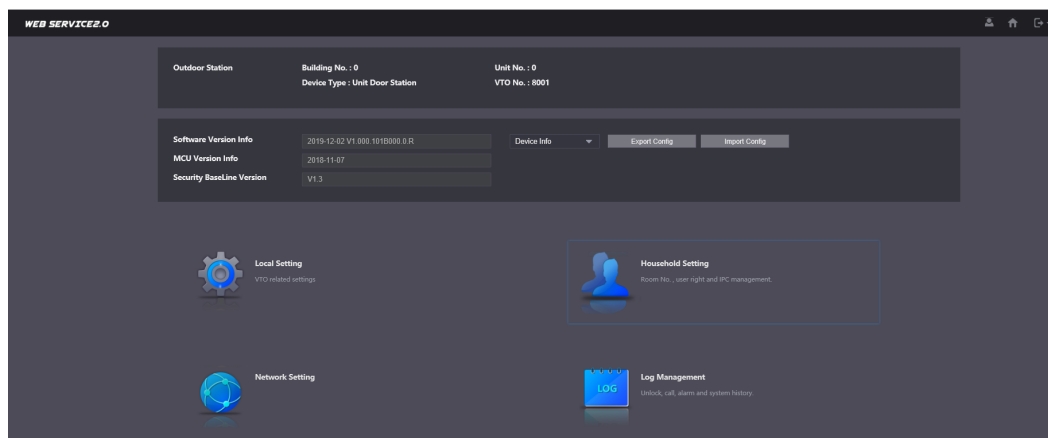 WEB SERVICE2.0
Outdoor Station Building No. : 0 Unit No. : 0
Device Type : Unit Door Station VTO No. : 8001
Software Version Info 2019-12-02 V1.000.101B000.0.R Device Info Export Config Import Config
MCU Version Info 2018-11-07
Security BaseLine Version V1.3
Local Setting
VTO related settings
Household Setting
Room No. , user right and IPC management.
Network Setting
LOG
Log Management
Unlock, call, alarm and system history.